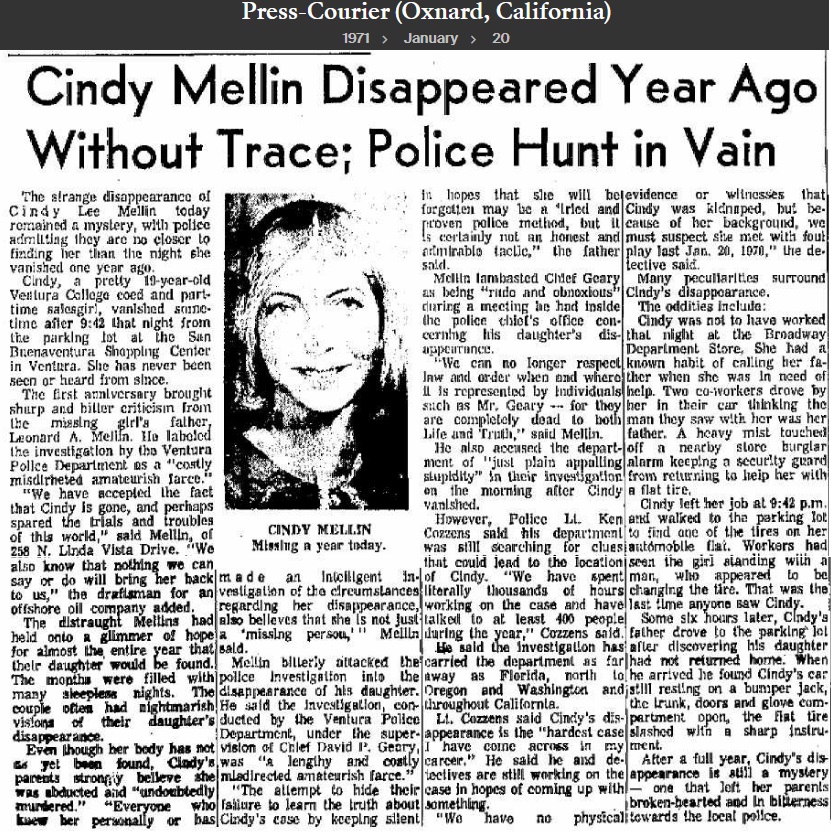 Press-Courier (Oxnard, California)
1971 > January > 20
Cindy Mellin Disappeared Year Ago
Without Trace; Police Hunt in Vain
The strange disappearance of
Cindy Lee Mellin today
remained a mystery, with police
admitting they are no closer to
finding her than the night she
vanished one year ago.
Cindy, a pretty 19-year-old
Ventura College coed and part-
time salesgirl, vanished some-
time after 9:42 that night from
the parking lot at the San
Buenaventura Shopping Center
in Ventura. She has never been
seen or heard from since.
The first anniversary brought
sharp and bitter criticism from
the missing girl's father,
Leonard A. Mellin. He labeled
the investigation by the Ventura
Police Department as a "costly
misdirheted amateurish farce."
"We have accepted the fact
that Cindy is gone, and perhaps
spared the trials and troubles
of this world," said Mellin, of
258 N. Linda Vista Drive. "We
also know that nothing we can
say or do will bring her back
to us," the draftsman for an
offshore oil company added.
The distraught Mellins had
held onto a glimmer of hope
for almost the entire year that
their daughter would be found.
The months were filled with
many sleepless nights. The
couple often had nightmarish
visions of their daughter's
disappearance.
Even though her body has not
as yet been found, Cindy's
parents strongly believe she
was abducted and "undoubtedly
murdered." "Everyone who
knew her personally or has
CINDY MELLIN
Missing a year today.
made an intelligent in-
vestigation of the circumstances
regarding her disappearance,
also believes that she is not just
a 'missing person,'" Mellin
said.
Mellin bitterly attacked the
police investigation into the
disappearance of his daughter.
He said the investigation, con-
ducted by the Ventura Police
Department, under the super-
vision of Chief David P. Geary,
was "a lengthy and costly
misdirected amateurish farce."
"The attempt to hide their
failure to learn the truth about
Cindy's case by keeping silent
in hopes that she will be
forgotten may be a 'tried and
proven police method, but it
is certainly not an honest and
admirable tactic," the father
said.
Mellin lambasted Chief Geary
as being "rude and obnoxious"
during a meeting he had inside
the police chief's office con-
cerning his daughter's dis-
appearance.
"We can no longer respect
law and order when and where
it is represented by individuals
such as Mr. Geary -- for they
are completely dead to both
Life and Truth," said Mellin.
He also accused the depart-
ment of "just plain appalling
stupidity" in their investigation
on the morning after Cindy
vanished.
However, Police Lt. Ken
Cozzens said his department
was still searching for clues
that could lead to the location
of Cindy. "We have spent
literally thousands of hours
working on the case and have
talked to at least 400 people
during the year," Cozzens said.
He said the investigation has
carried the department as far
away as Florida, north to
Oregon and Washington and
throughout California.
Lt. Cozzens said Cindy's dis-
appearance is the "hardest case
I have come across in my
career." He said he and de-
tectives are still working on the
case in hopes of coming up with
something.
"We have no physical
evidence or witnesses that
Cindy was kidnaped, but be-
cause of her background, we
must suspect she met with foul
play last Jan. 20, 1970," the de-
tective said.
Many peculiarities surround
Cindy's disappearance.
The oddities include:
Cindy was not to have worked
that night at the Broadway
Department Store. She had a
known habit of calling her fa-
ther when she was in need of
help. Two co-workers drove by
her in their car thinking the
man they saw with her was her
father. A heavy mist touched
off a nearby store burglar
alarm keeping a security guard
from returning to help her with
a flat tire.
Cindy left her job at 9:42 p.m.
and walked to the parking lot
to find one of the tires on her
automobile flat. Workers had
seen the girl standing with a
man, who appeared to be
changing the tire. That was the
last time anyone saw Cindy.
Some six hours later, Cindy's
father drove to the parking lot
after discovering his daughter
had not returned home. When
he arrived he found Cindy's car
still resting on a bumper jack,
the trunk, doors and glove com-
partment open, the flat tire
slashed with a sharp instru-
ment.
After a full year, Cindy's dis-
appearance is still a mystery
— one that left her parents
broken-hearted and in bitterness
towards the local police.